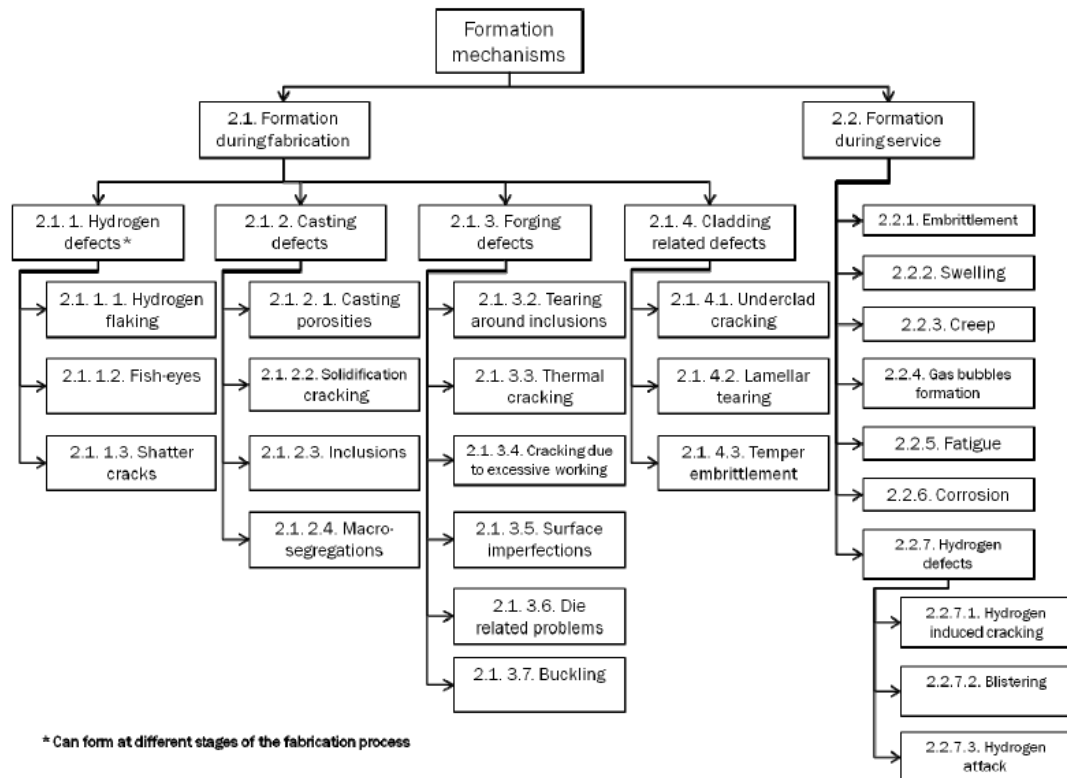 Formation
mechanisms
2.1. Formation
during fabrication
2.2. Formation
during service
2.1. 1. Hydrogen
defects*
2.1. 2. Casting
defects
2.1. 3. Forging
defects
2.1. 4. Cladding
related defects
2.1. 1. 1. Hydrogen
flaking
2.1. 1.2. Fish-eyes
2.1. 1.3. Shatter
cracks
2.1. 2. 1. Casting
porosities
2.1. 2.2. Solidification
cracking
2.1. 2.3. Inclusions
2.1. 2.4. Macro-
segregations
2.1. 3.2. Tearing
around inclusions
2.1. 3.3. Thermal
cracking
2.1. 3.4. Cracking due
to excessive working
2.1. 3.5. Surface
imperfections
2.1. 3.6. Die
related problems
2.1. 3.7. Buckling
2.1. 4.1. Underclad
cracking
2.1. 4.2. Lamellar
tearing
2.1. 4.3. Temper
embrittlement
2.2.1. Embrittlement
2.2.2. Swelling
2.2.3. Creep
2.2.4. Gas bubbles
formation
2.2.5. Fatigue
2.2.6. Corrosion
2.2.7. Hydrogen
defects
2.2.7.1. Hydrogen
induced cracking
2.2.7.2. Blistering
2.2.7.3. Hydrogen
attack
* Can form at different stages of the fabrication process